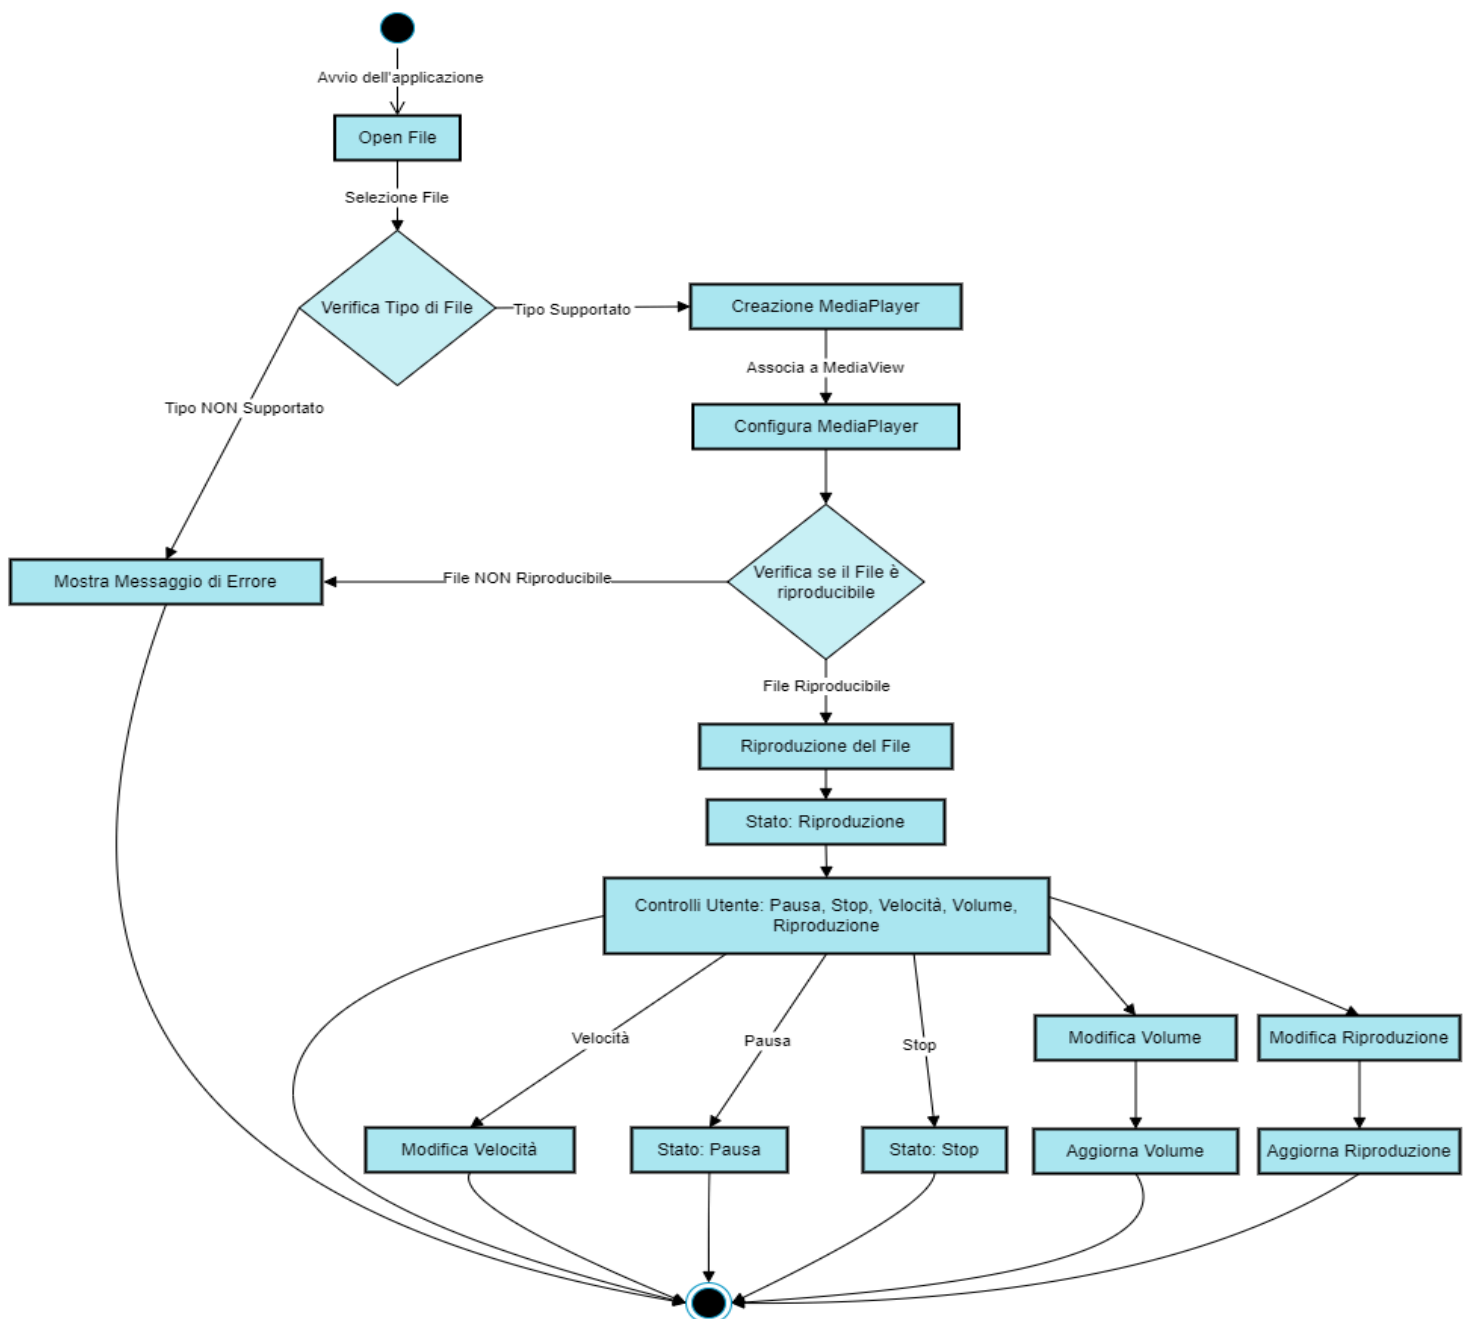 Avvio dell'applicazione
Open File
Selezione File
Verifica Tipo di File
Tipo Supportato
Creazione MediaPlayer
Associa a MediaView
Tipo NON Supportato
Configura MediaPlayer
Mostra Messaggio di Errore
File NON Riproducibile
Verifica se il File è
riproducibile
File Riproducibile
Riproduzione del File
Stato: Riproduzione
Controlli Utente: Pausa, Stop, Velocità, Volume,
Riproduzione
Velocità
Pausa
Stop
Modifica Volume
Modifica Riproduzione
Modifica Velocità
Stato: Pausa
Stato: Stop
Aggiorna Volume
Aggiorna Riproduzione